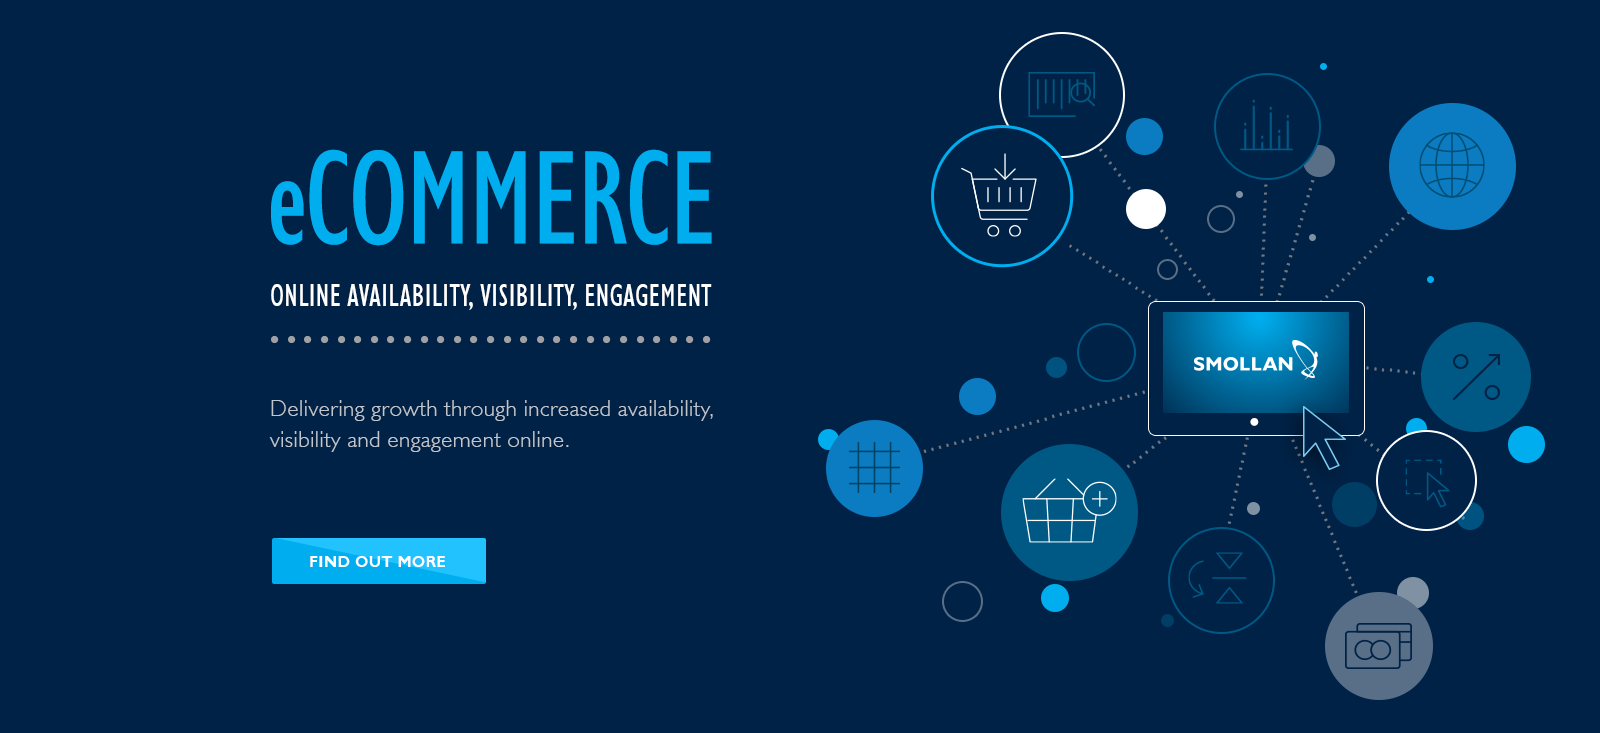 eCOMMERCE
ONLINE AVAILABILITY, VISIBILITY, ENGAGEMENT
Delivering growth through increased availability,
visibility and engagement online.
FIND OUT MORE
SMOLLAN